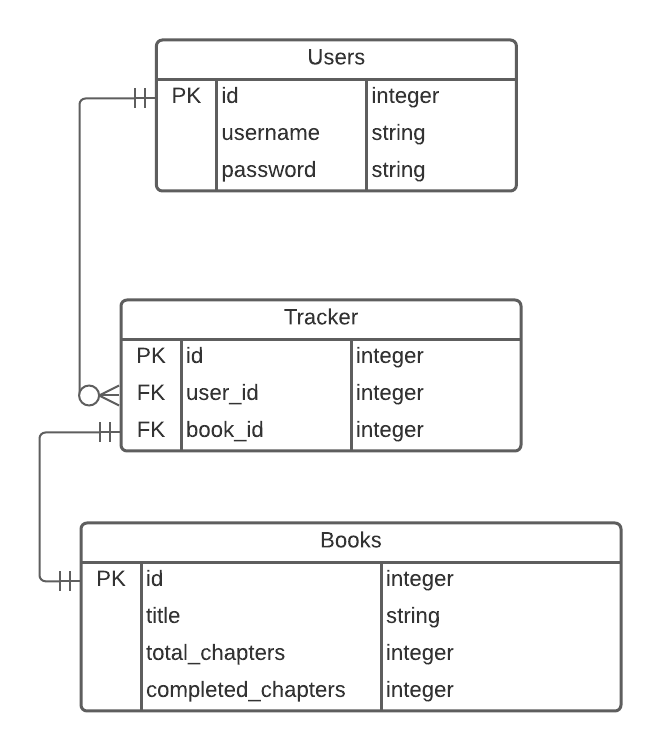 Users
PK id integer
username string
password string
Tracker
PK id integer
FK user_id integer
FK book_id integer
Books
PK id integer
title string
total_chapters integer
completed_chapters integer